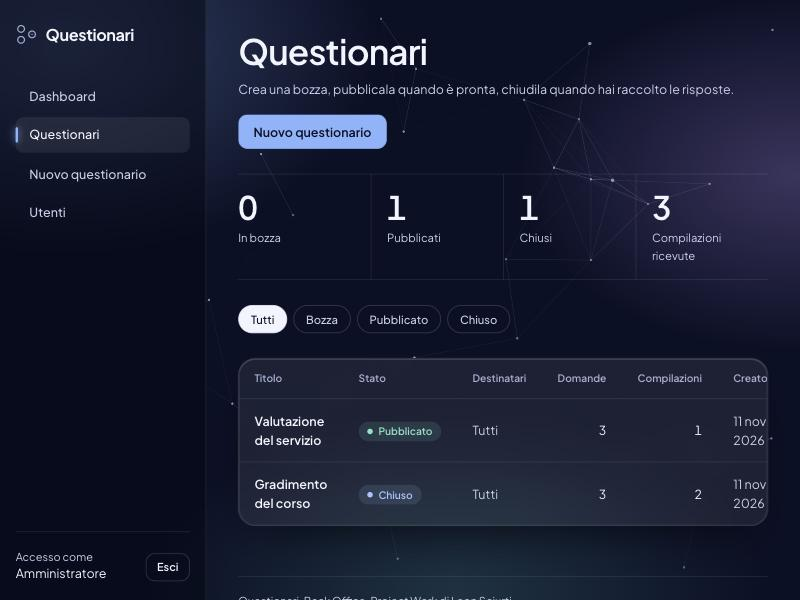 Questionari
Dashboard
Questionari
Nuovo questionario
Utenti
Accesso come
Amministratore
Esci
Questionari
Crea una bozza, pubblicala quando è pronta, chiudila quando hai raccolto le risposte.
Nuovo questionario
0
In bozza
1
Pubblicati
1
Chiusi
3
Compilazioni
ricevute
Tutti
Bozza
Pubblicato
Chiuso
Titolo Stato Destinatari Domande Compilazioni Creato
Valutazione
del servizio
Pubblicato
Tutti
3
1
11 nov
2026
Gradimento
del corso
Chiuso
Tutti
3
2
11 nov
2026